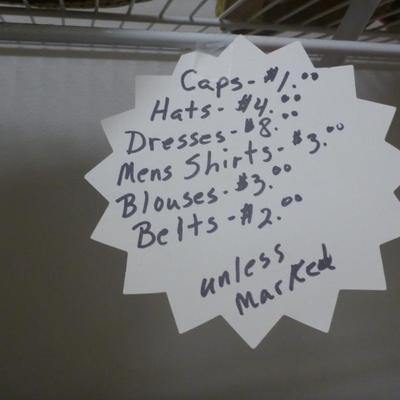 Caps - $1.00
Hats - $4.00
Dresses - $8.00
Mens Shirts - $3.00
Blouses - $3.00
Belts - $2.00
unless
marked